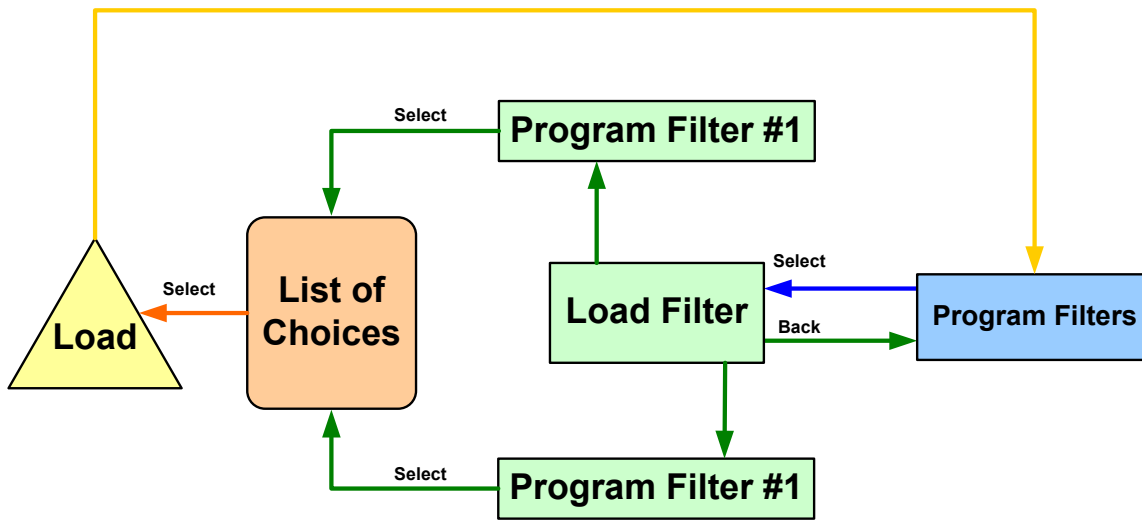 Select
Program Filter #1
Select
List of
Choices
Select
Load
Load Filter
Program Filters
Back
Select
Program Filter #1